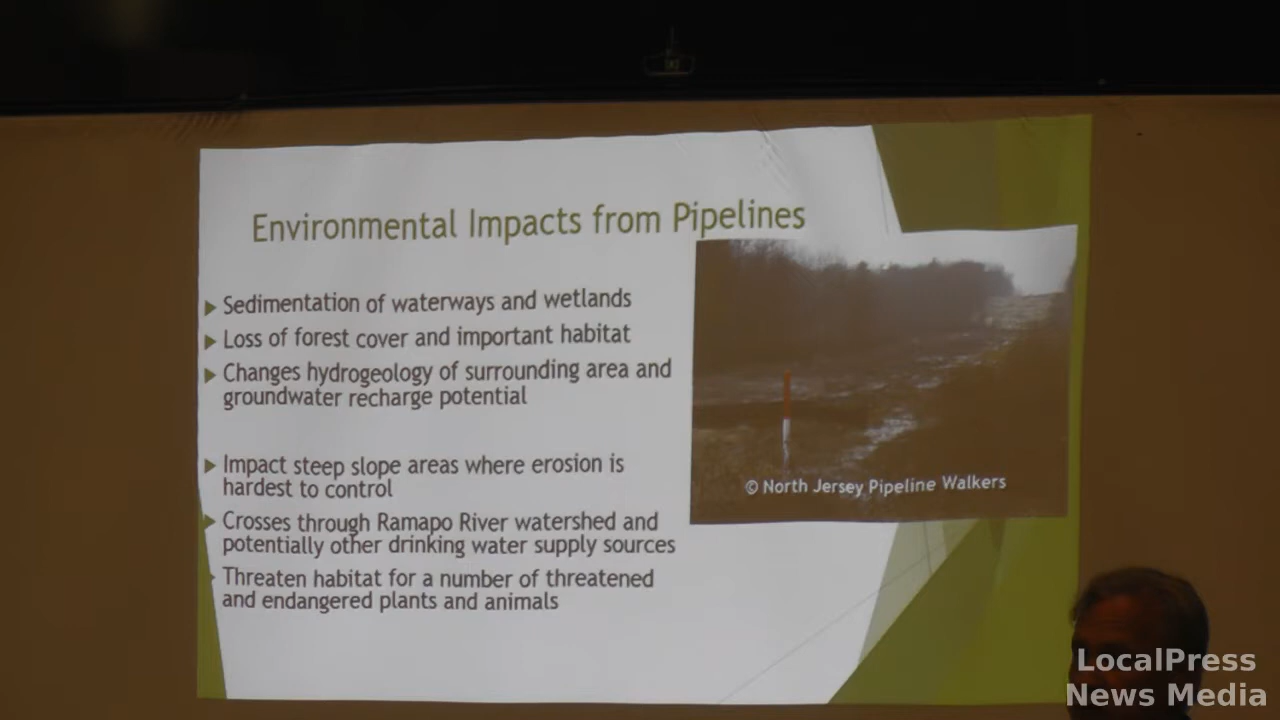 Environmental Impacts from Pipelines
Sedimentation of waterways and wetlands
Loss of forest cover and important habitat
Changes hydrogeology of surrounding area and
groundwater recharge potential
Impact steep slope areas where erosion is
hardest to control
Crosses through Ramapo River watershed and
potentially other drinking water supply sources
Threaten habitat for a number of threatened
and endangered plants and animals
© North Jersey Pipeline Walkers
LocalPress
News Media